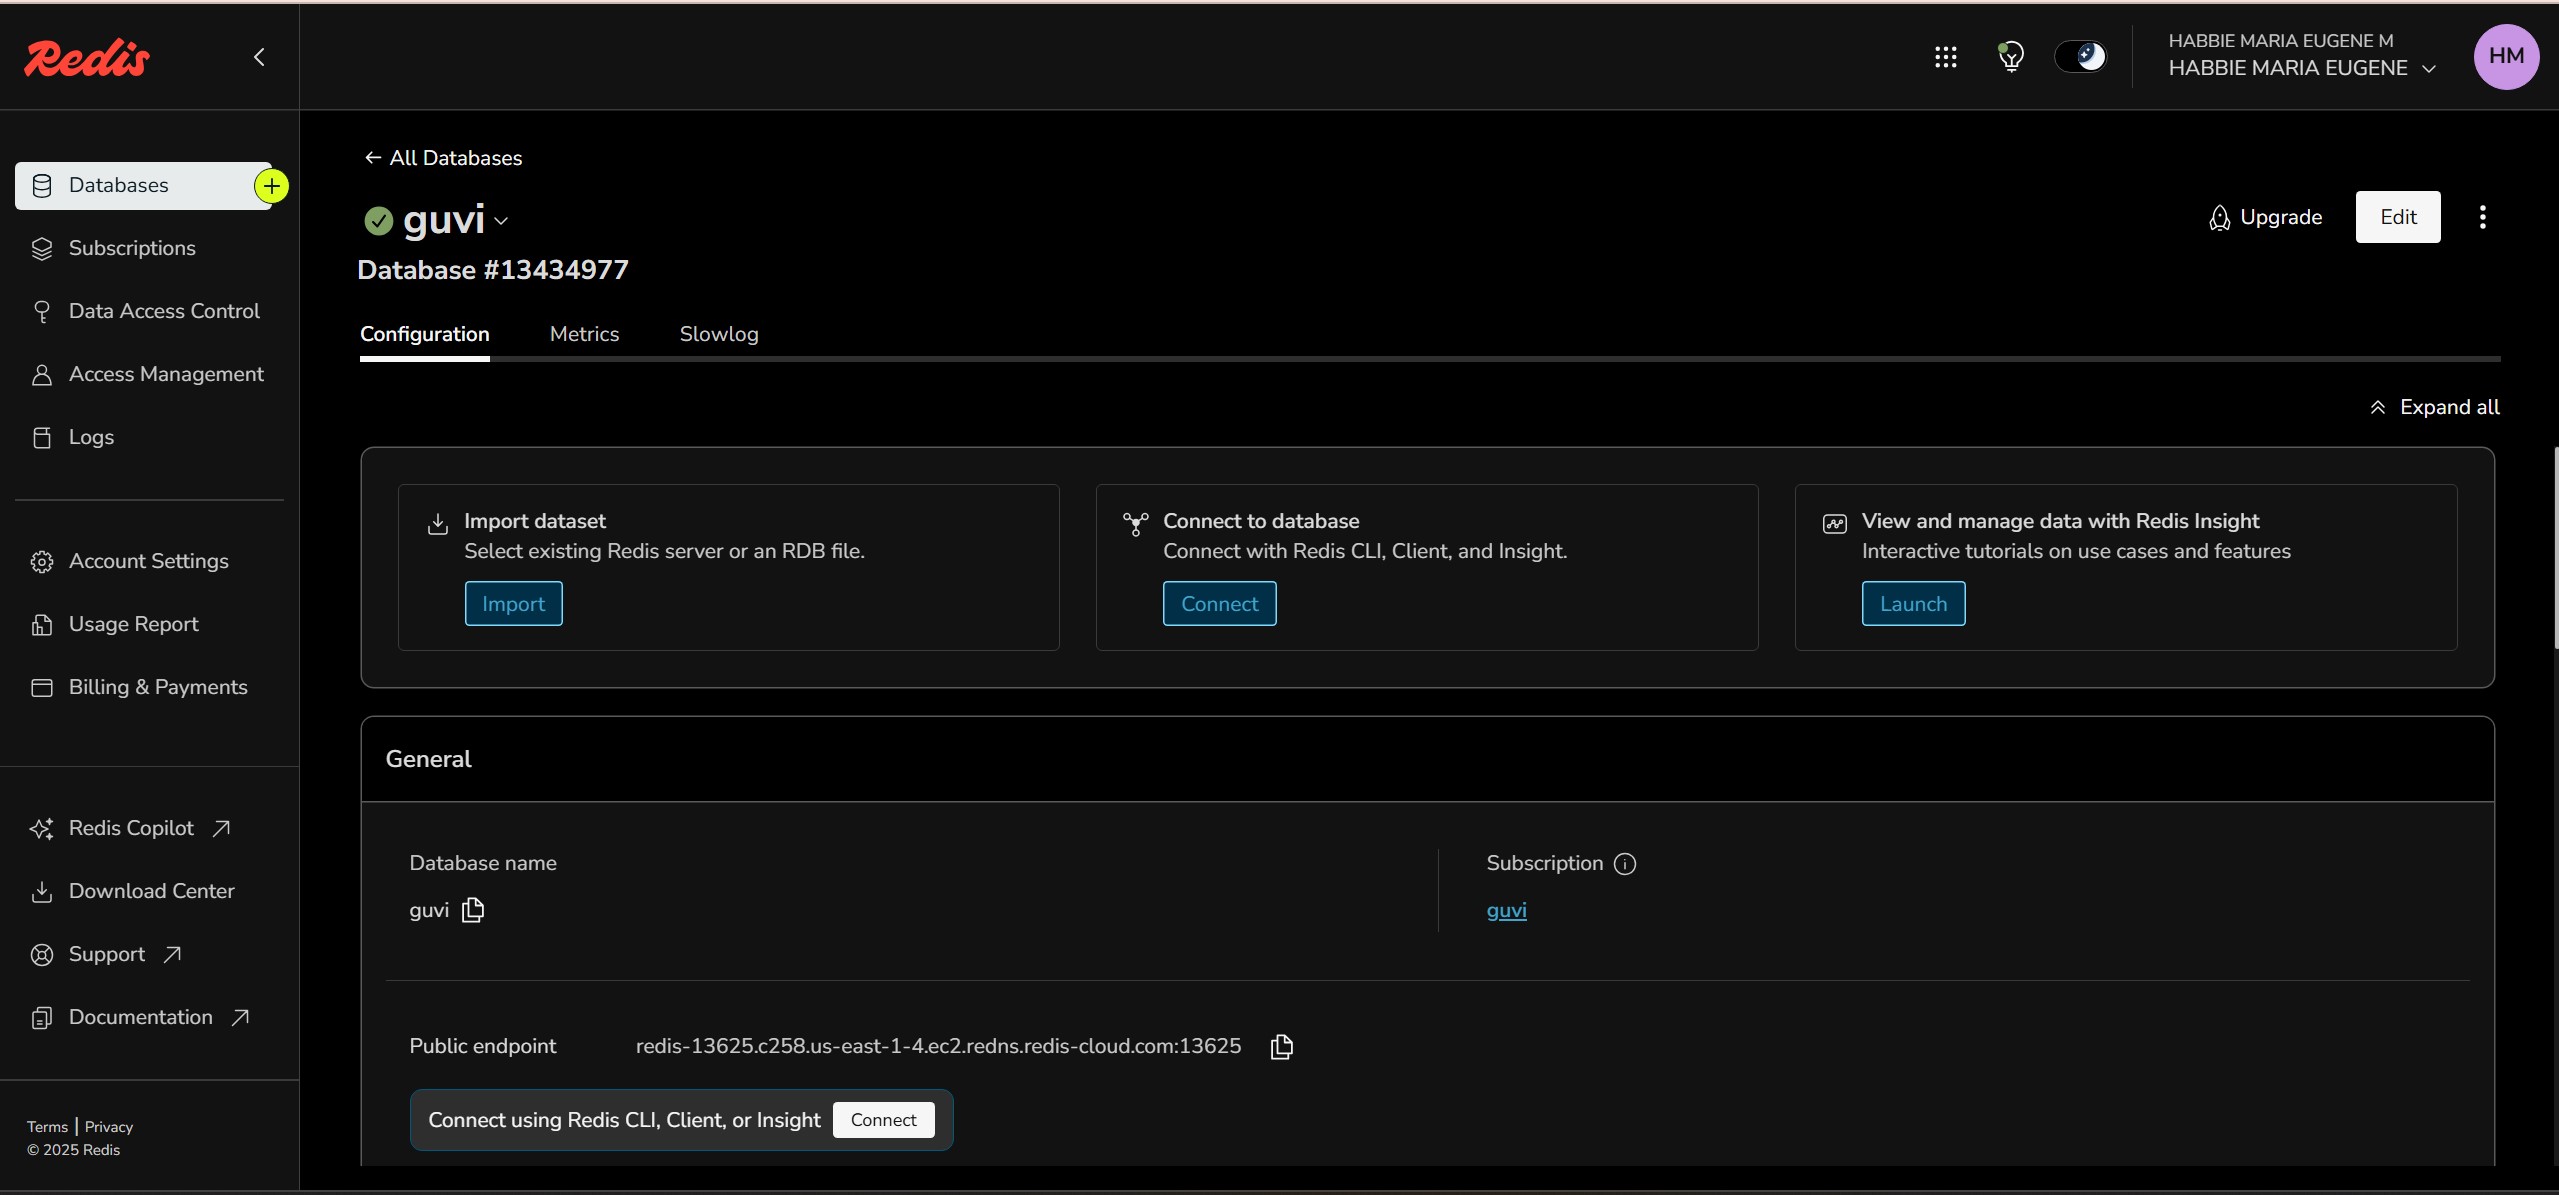 Redis
HABBIE MARIA EUGENE M
HABBIE MARIA EUGENE
HM
Databases
Subscriptions
Data Access Control
Access Management
Logs
Account Settings
Usage Report
Billing & Payments
Redis Copilot
Download Center
Support
Documentation
Terms | Privacy
© 2025 Redis
All Databases
guvi
Database #13434977
Upgrade
Edit
Configuration
Metrics
Slowlog
Expand all
Import dataset
Select existing Redis server or an RDB file.
Import
Connect to database
Connect with Redis CLI, Client, and Insight.
Connect
View and manage data with Redis Insight
Interactive tutorials on use cases and features
Launch
General
Database name
guvi
Subscription
guvi
Public endpoint
redis-13625.c258.us-east-1-4.ec2.redns.redis-cloud.com:13625
Connect using Redis CLI, Client, or Insight
Connect